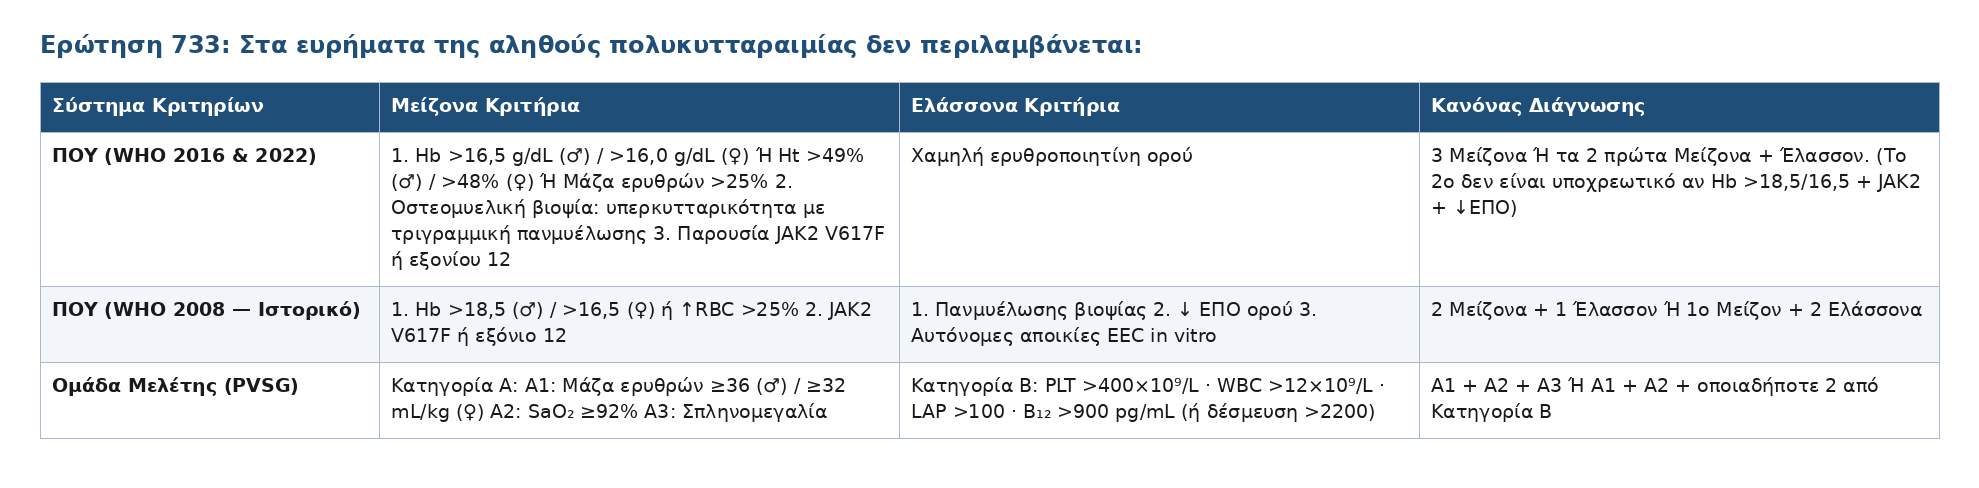 Ερώτηση 733: Στα ευρήματα της αληθούς πολυκυτταραιμίας δεν περιλαμβάνεται:
Σύστημα Κριτηρίων
Μείζονα Κριτήρια
Ελάσσονα Κριτήρια
Κανόνας Διάγνωσης
ΠΟΥ (WHO 2016 & 2022)
1. Hb >16,5 g/dL (♂) / >16,0 g/dL (♀) Ή Ht >49%
(♂) / >48% (♀) Ή Μάζα ερυθρών >25% 2.
Οστεομυελική βιοψία: υπερκυτταρικότητα με
τριγραμμική πανμυέλωσης 3. Παρουσία JAK2 V617F
ή εξονίου 12
Χαμηλή ερυθροποιητίνη ορού
3 Μείζονα Ή τα 2 πρώτα Μείζονα + Έλασσον. (Το
2ο δεν είναι υποχρεωτικό αν Hb >18,5/16,5 + JAK2
+ ↓ΕΠΟ)
ΠΟΥ (WHO 2008 — Ιστορικό)
1. Hb >18,5 (♂) / >16,5 (♀) ή ↑RBC >25% 2. JAK2
V617F ή εξόνιο 12
1. Πανμυέλωσης βιοψίας 2. ↓ ΕΠΟ ορού 3.
Αυτόνομες αποικίες EEC in vitro
2 Μείζονα + 1 Έλασσον Ή 1ο Μείζον + 2 Ελάσσονα
Ομάδα Μελέτης (PVSG)
Κατηγορία Α: Α1: Μάζα ερυθρών ≥36 (♂) / ≥32
mL/kg (♀) Α2: SaO₂ ≥92% Α3: Σπληνομεγαλία
Κατηγορία Β: PLT >400×10⁹/L · WBC >12×10⁹/L ·
LAP >100 · B₁₂ >900 pg/mL (ή δέσμευση >2200)
Α1 + Α2 + Α3 Ή Α1 + Α2 + οποιαδήποτε 2 από
Κατηγορία Β